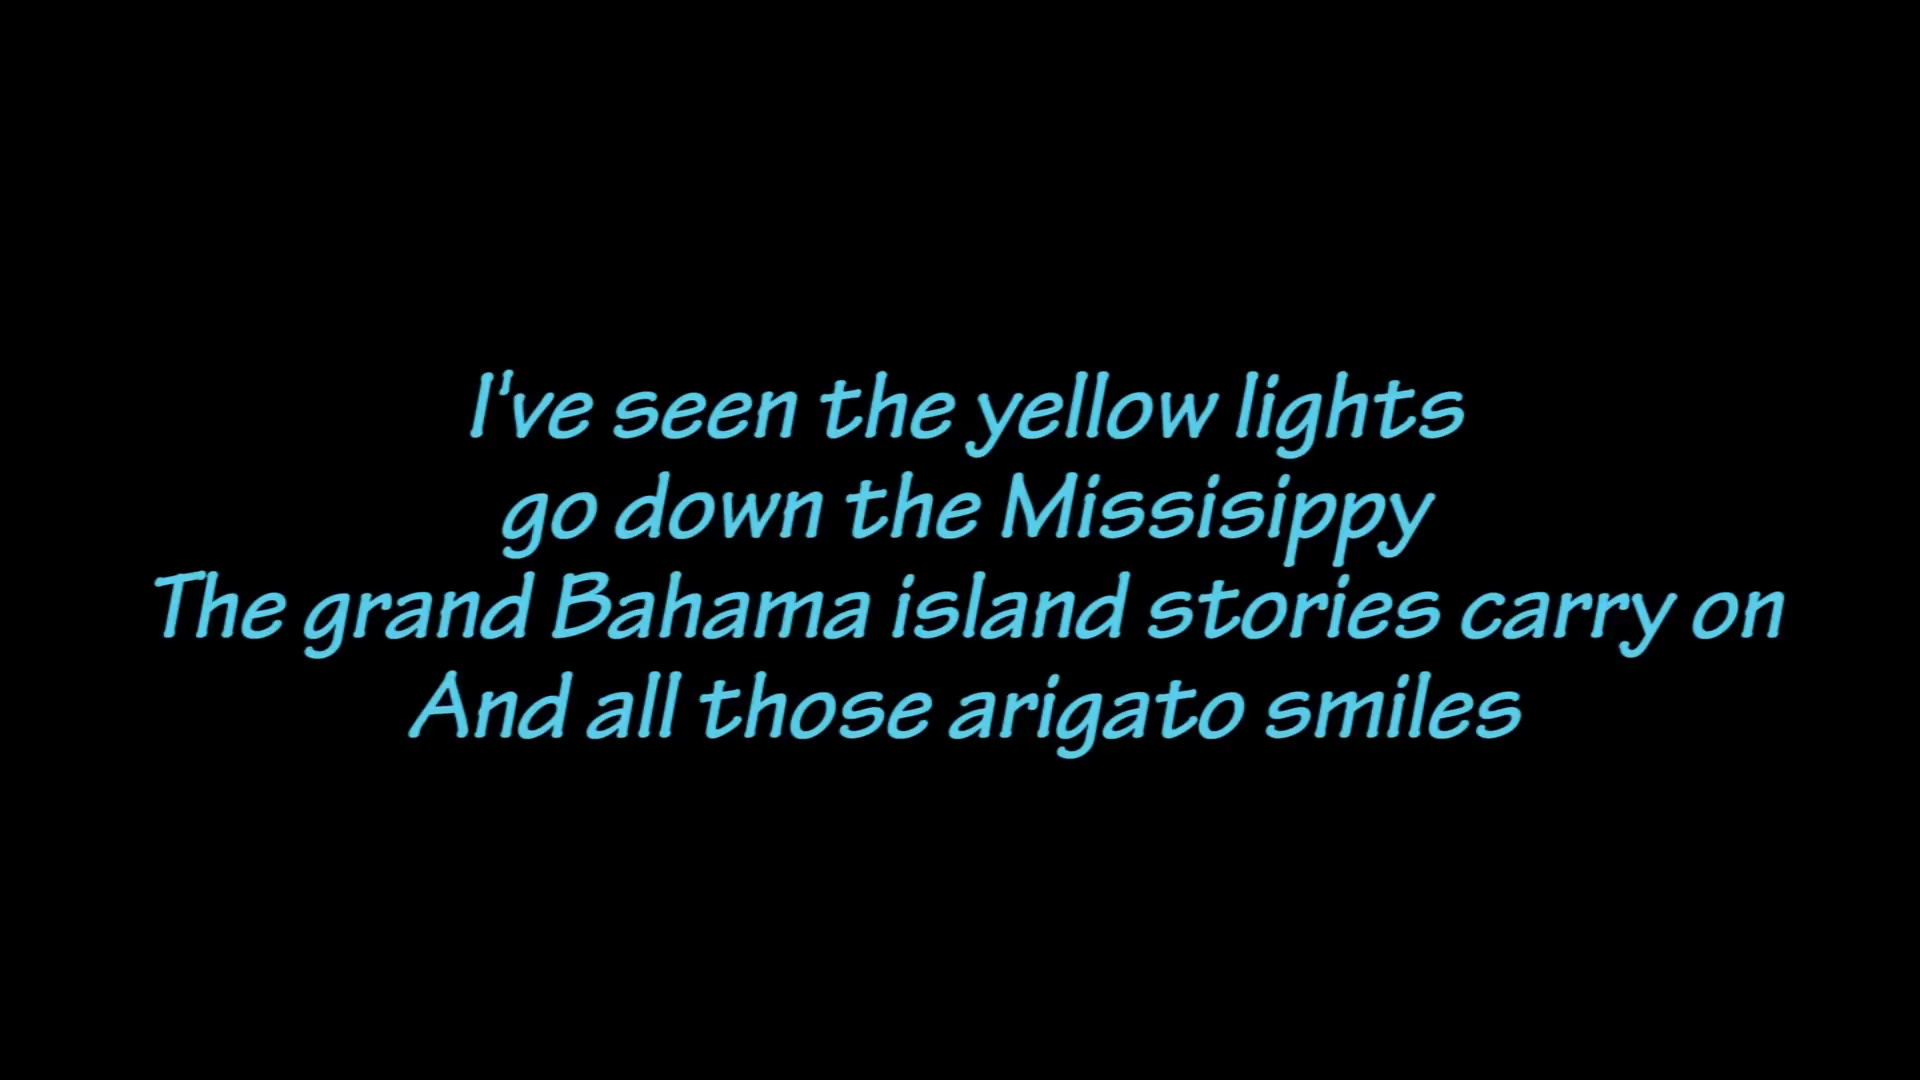 I've seen the yellow lights
go down the Missisippy
The grand Bahama island stories carry on
And all those arigato smiles